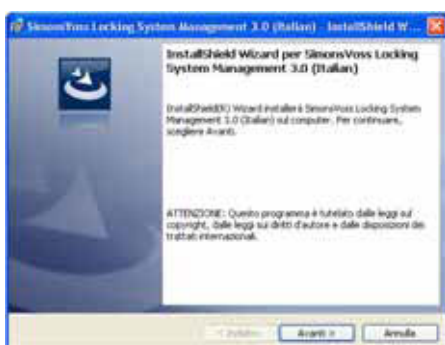 SimonsVoss Locking System Management 3.0 (Italian) - InstallShield W ...
InstallShield Wizard per SimonsVoss Locking
System Management 3.0 (Italian)
InstallShield(R) Wizard installerà SimonsVoss Locking System
Management 3.0 (Italian) sul computer. Per continuare,
scegliere Avanti.
ATTENZIONE: Questo programma è tutelato dalle leggi sul
copyright, dalle leggi sui diritti d'autore e dalle disposizioni dei
trattati internazionali.
< Indietro Avanti > Annulla